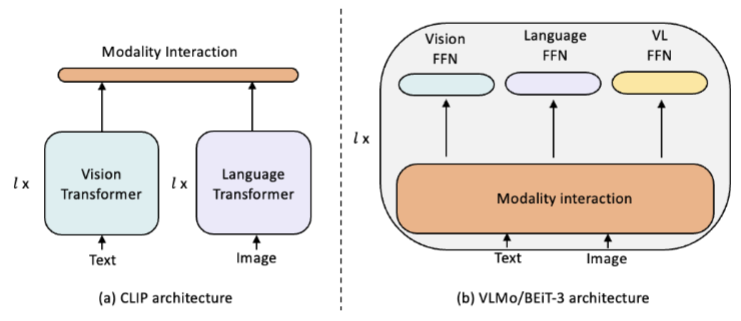 Modality Interaction
l x
Vision
Transformer
l x
Language
Transformer
Text
Image
(a) CLIP architecture
Vision
FFN
Language
FFN
VL
FFN
l x
Modality interaction
Text
Image
(b) VLMo/BEiT-3 architecture